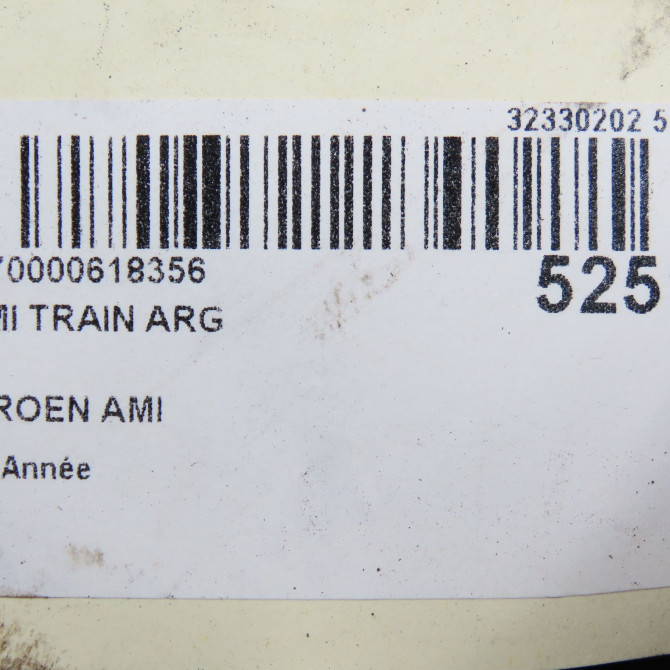 32330202 5
70000618356
525
MI TRAIN ARG
ROEN AMI
Année